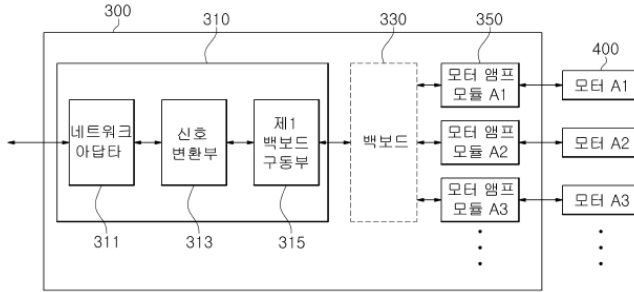 300
310
330
350
400
네트워크
아답타
신호
변환부
제1
백보드
구동부
백보드
모터 앰프
모듈 A1
모터 A1
모터 앰프
모듈 A2
모터 A2
모터 앰프
모듈 A3
모터 A3
311
313
315